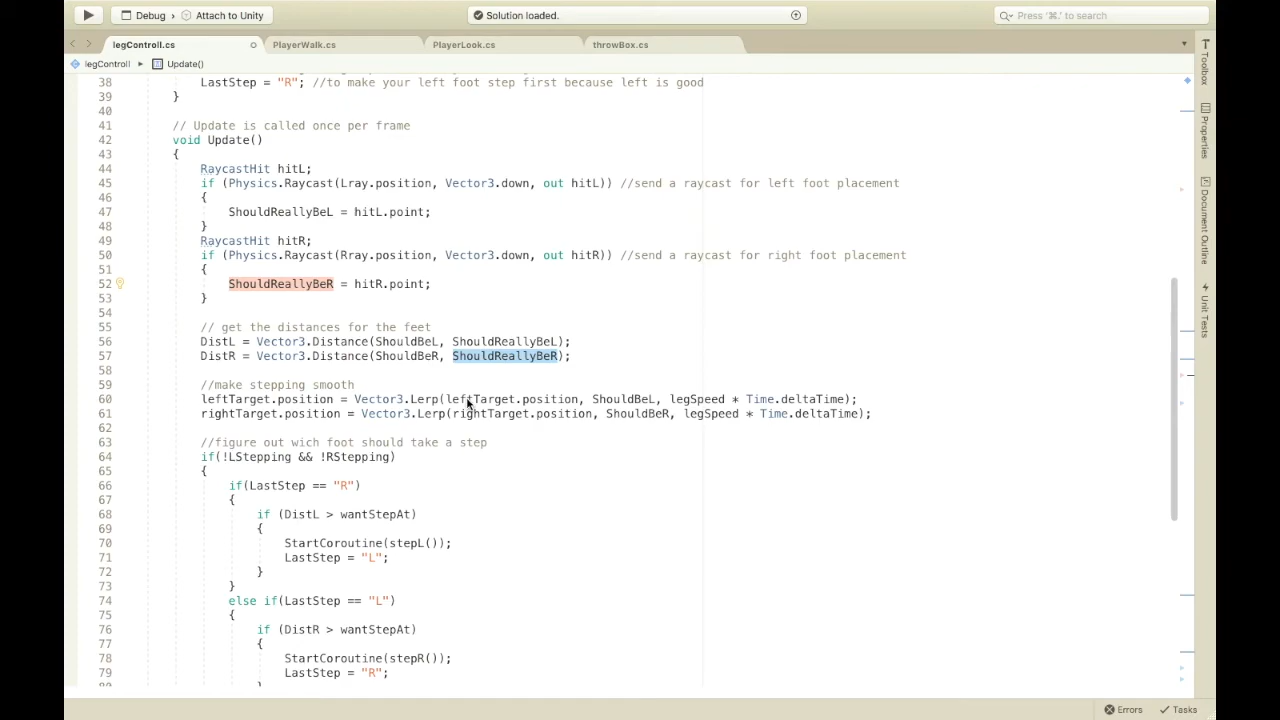 Debug › Attach to Unity
Solution loaded.
Press '⌘.' to search
legControll.cs
PlayerWalk.cs
PlayerLook.cs
throwBox.cs
legControll ▸ Update()
38 LastStep = "R"; //to make your left foot step first because left is good
39 }
40
41 // Update is called once per frame
42 void Update()
43 {
44 RaycastHit hitL;
45 if (Physics.Raycast(Lray.position, Vector3.down, out hitL)) //send a raycast for left foot placement
46 {
47 ShouldReallyBeL = hitL.point;
48 }
49 RaycastHit hitR;
50 if (Physics.Raycast(Rray.position, Vector3.down, out hitR)) //send a raycast for right foot placement
51 {
52 ShouldReallyBeR = hitR.point;
53 }
54
55 // get the distances for the feet
56 DistL = Vector3.Distance(ShouldBeL, ShouldReallyBeL);
57 DistR = Vector3.Distance(ShouldBeR, ShouldReallyBeR);
58
59 //make stepping smooth
60 leftTarget.position = Vector3.Lerp(leftTarget.position, ShouldBeL, legSpeed * Time.deltaTime);
61 rightTarget.position = Vector3.Lerp(rightTarget.position, ShouldBeR, legSpeed * Time.deltaTime);
62
63 //figure out wich foot should take a step
64 if(!LStepping && !RStepping)
65 {
66 if(LastStep == "R")
67 {
68 if (DistL > wantStepAt)
69 {
70 StartCoroutine(stepL());
71 LastStep = "L";
72 }
73 }
74 else if(LastStep == "L")
75 {
76 if (DistR > wantStepAt)
77 {
78 StartCoroutine(stepR());
79 LastStep = "R";
Toolbox
Properties
Document Outline
Unit Tests
Errors
Tasks